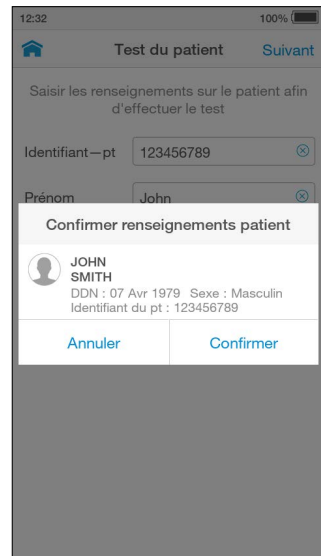 12:32 100%
Test du patient Suivant
Saisir les renseignements sur le patient afin
d'effectuer le test
Identifiant—pt 123456789
Prénom John
Confirmer renseignements patient
JOHN
SMITH
DDN : 07 Avr 1979 Sexe : Masculin
Identifiant du pt : 123456789
Annuler Confirmer